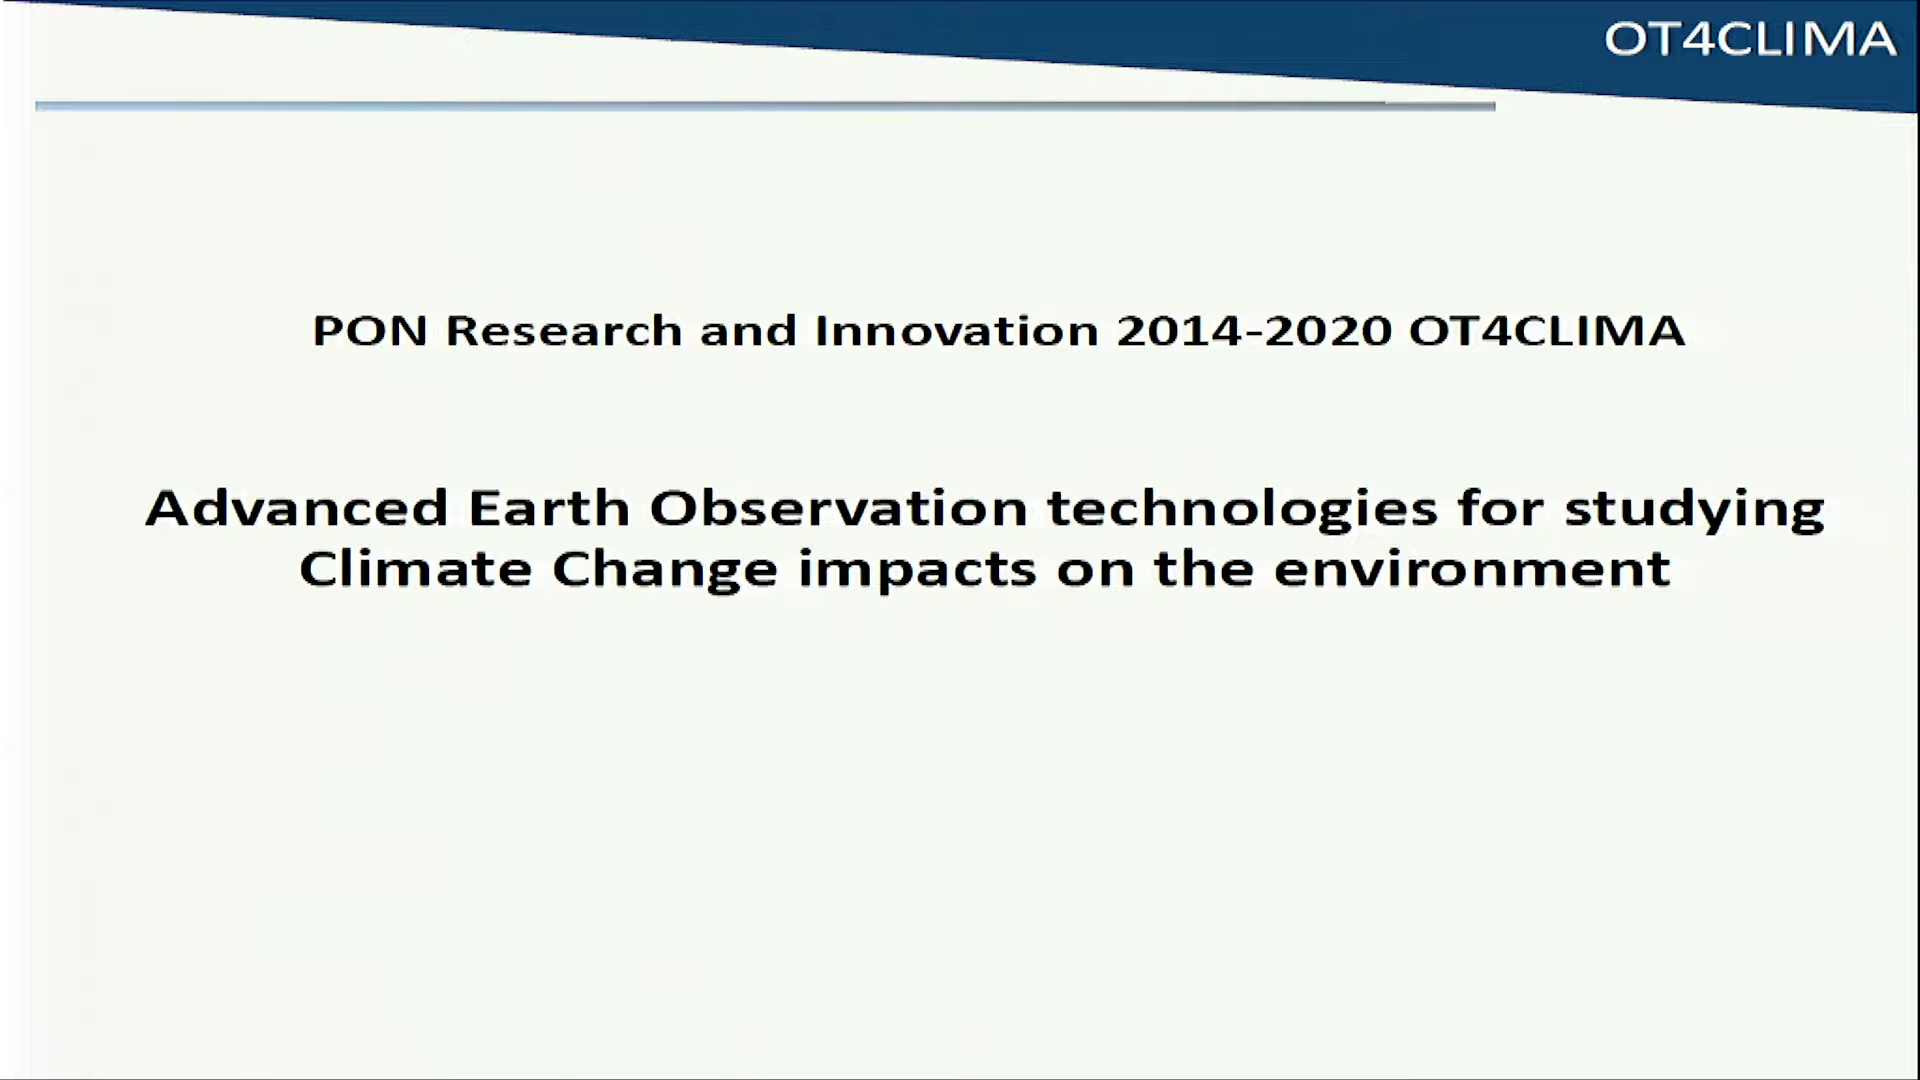 OT4CLIMA
PON Research and Innovation 2014-2020 OT4CLIMA
Advanced Earth Observation technologies for studying
Climate Change impacts on the environment